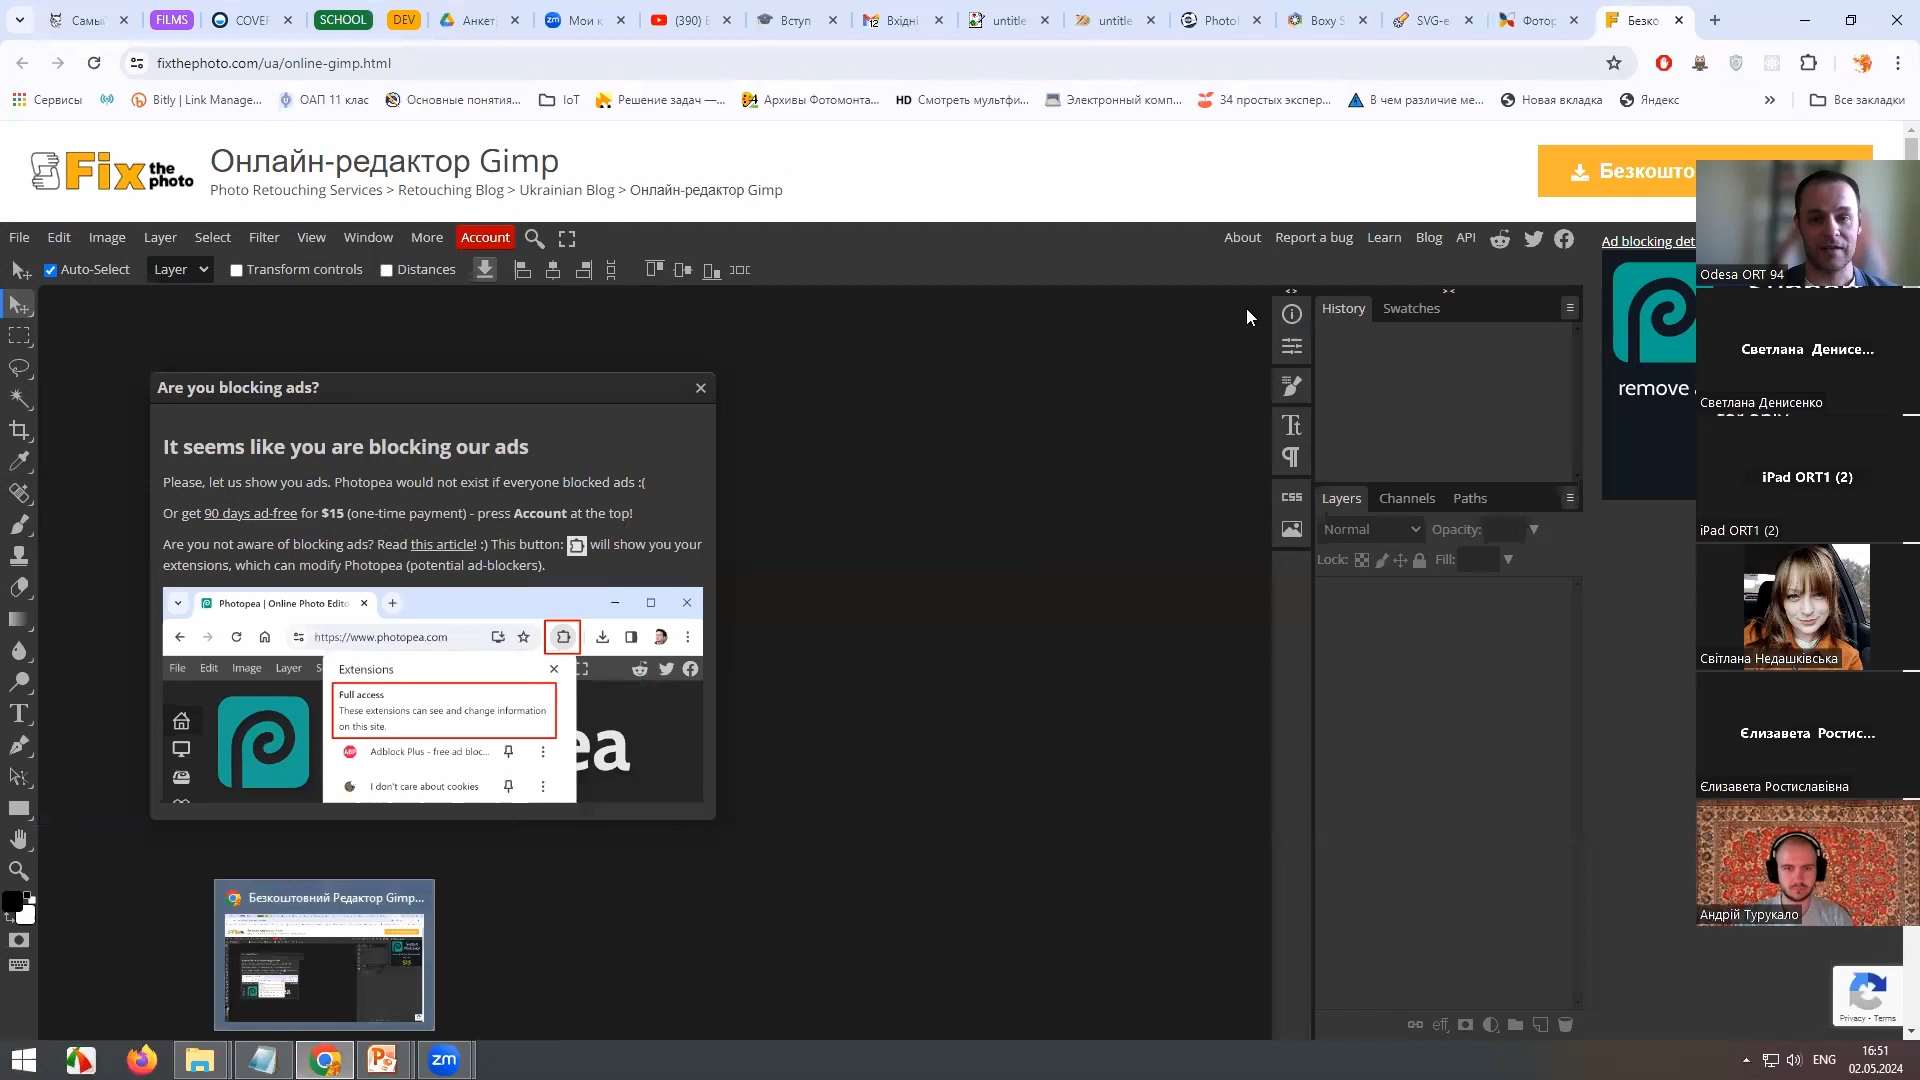 Самый
FILMS
COVER
SCHOOL
DEV
Анкет
Мои к
(390) Е
Вступ
Вхідні
untitle
untitle
Photo
Boxy S
SVG-e
Фотор
Безко
fixthephoto.com/ua/online-gimp.html
Сервисы
Bitly | Link Manage...
ОАП 11 клас
Основные понятия...
IoT
Решение задач —...
Архивы Фотомонта...
HD Смотреть мультфи...
Электронный комп...
34 простых экспер...
В чем различие ме...
Новая вкладка
Яндекс
Все закладки
Fix the photo
Онлайн-редактор Gimp
Photo Retouching Services > Retouching Blog > Ukrainian Blog > Онлайн-редактор Gimp
Безкошто
File Edit Image Layer Select Filter View Window More Account
About Report a bug Learn Blog API
Ad blocking det
Auto-Select Layer Transform controls Distances
History Swatches
remove
Are you blocking ads?
It seems like you are blocking our ads
Please, let us show you ads. Photopea would not exist if everyone blocked ads :(
Or get 90 days ad-free for $15 (one-time payment) - press Account at the top!
Are you not aware of blocking ads? Read this article! :) This button: will show you your
extensions, which can modify Photopea (potential ad-blockers).
Photopea | Online Photo Edito
https://www.photopea.com
File Edit Image Layer S
Extensions
Full access
These extensions can see and change information
on this site.
ABP
Adblock Plus - free ad bloc...
I don't care about cookies
ea
CSS
Layers Channels Paths
Normal Opacity:
Lock: Fill:
eff
Odesa ORT 94
Светлана Денисе...
Светлана Денисенко
iPad ORT1 (2)
iPad ORT1 (2)
Світлана Недашківська
Єлизавета Ростис...
Єлизавета Ростиславівна
Андрій Турукало
Безкоштовний Редактор Gimp...
Privacy - Terms
zm
ENG
16:51
02.05.2024